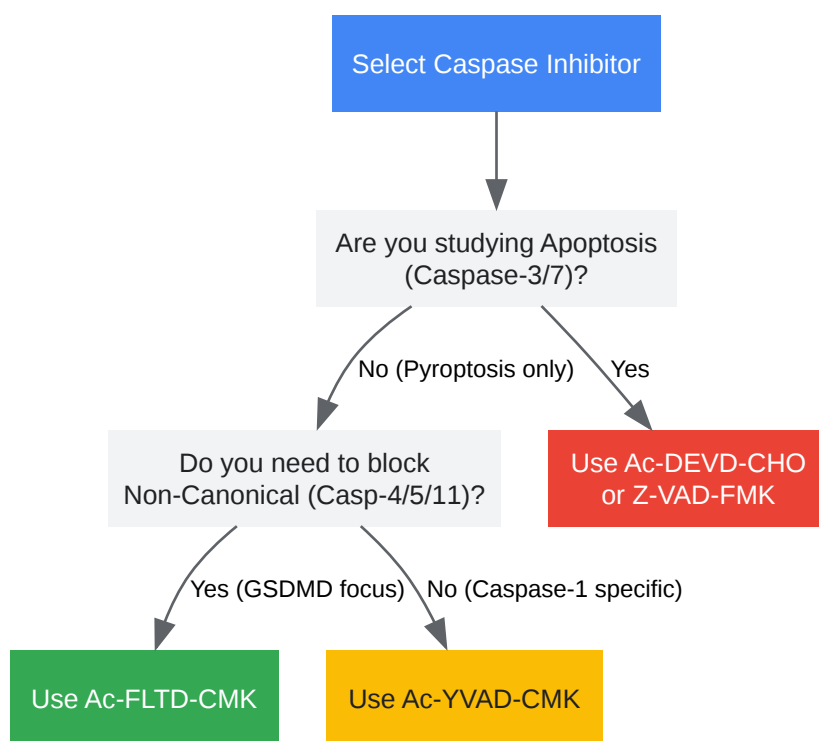 Select Caspase Inhibitor
Are you studying Apoptosis
(Caspase-3/7)?
No (Pyroptosis only)
Yes
Do you need to block
Non-Canonical (Casp-4/5/11)?
Use Ac-DEVD-CHO
or Z-VAD-FMK
Yes (GSDMD focus)
No (Caspase-1 specific)
Use Ac-FLTD-CMK
Use Ac-YVAD-CMK